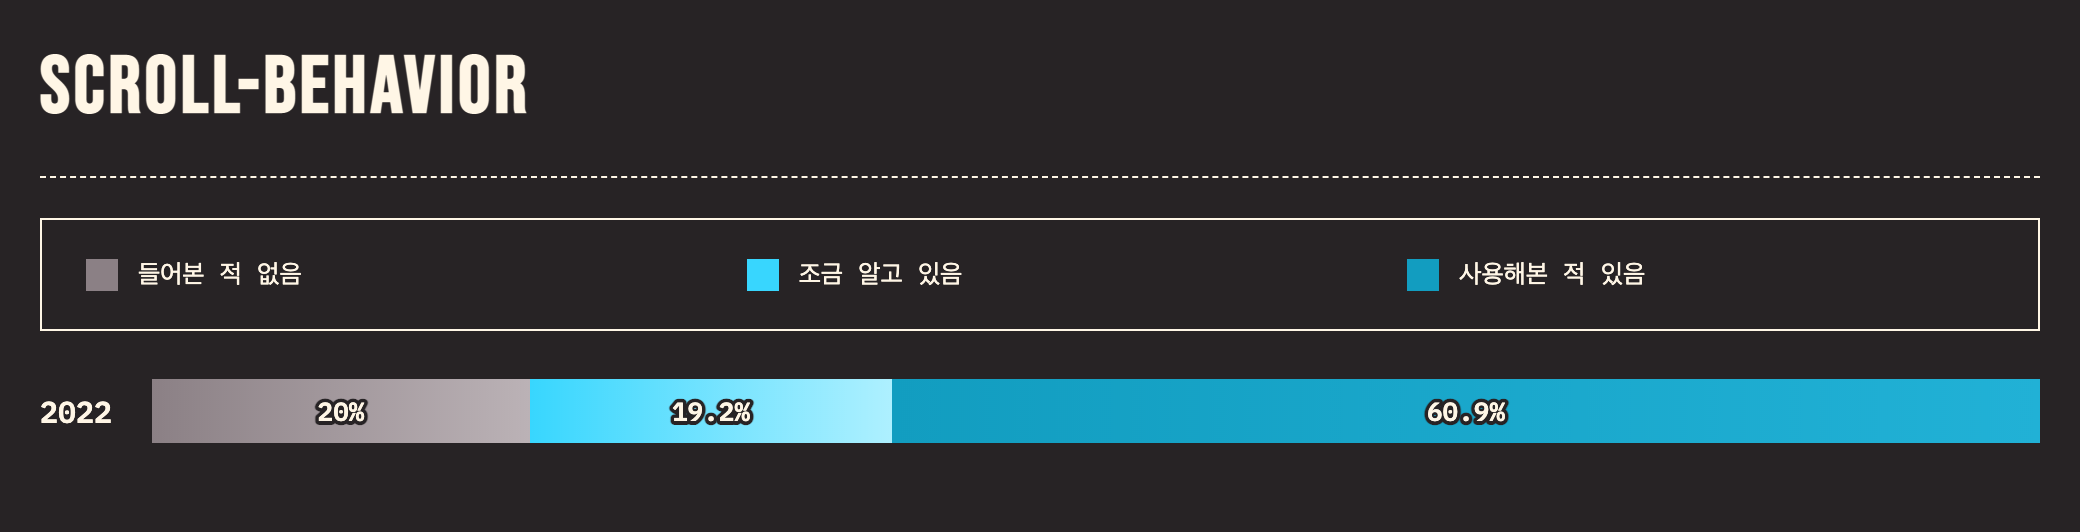 SCROLL-BEHAVIOR
들어본 적 없음
조금 알고 있음
사용해본 적 있음
2022 20% 19.2% 60.9%